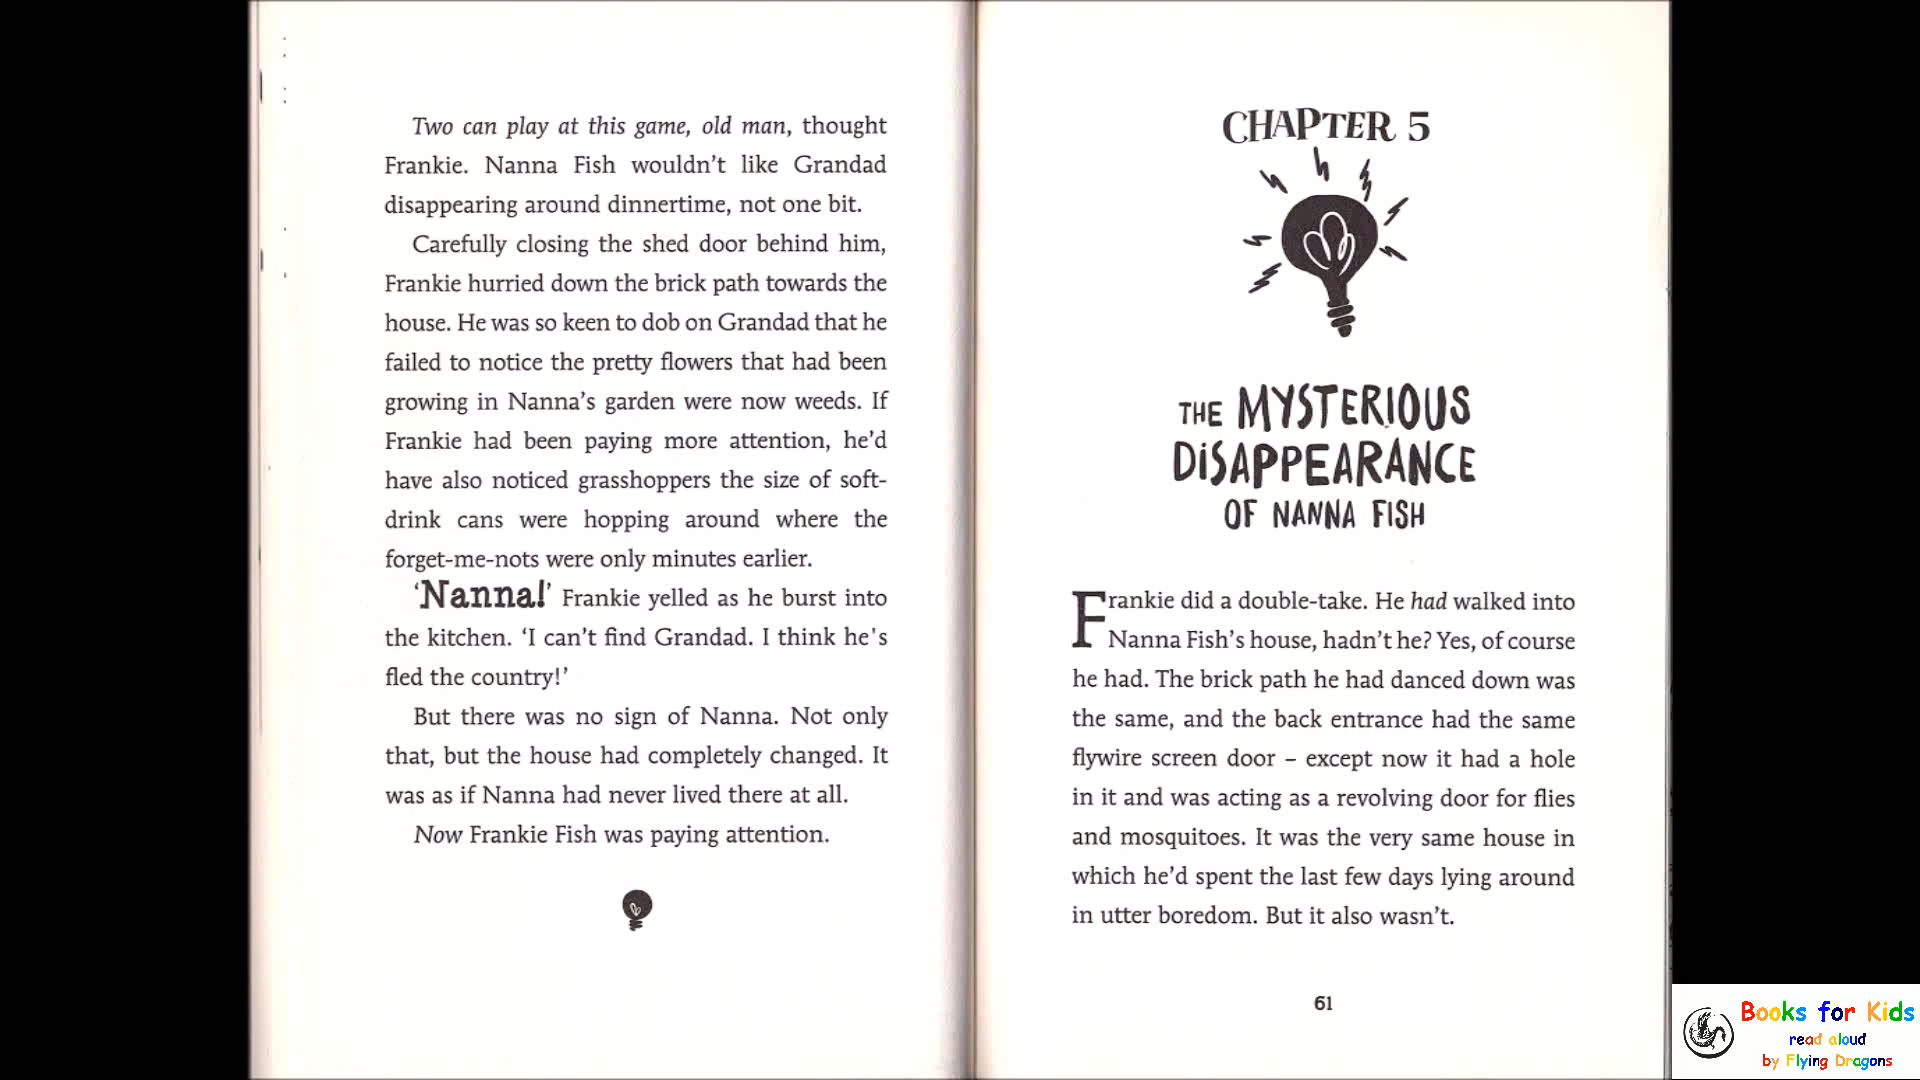 Two can play at this game, old man, thought
Frankie. Nanna Fish wouldn’t like Grandad
disappearing around dinnertime, not one bit.
Carefully closing the shed door behind him,
Frankie hurried down the brick path towards the
house. He was so keen to dob on Grandad that he
failed to notice the pretty flowers that had been
growing in Nanna’s garden were now weeds. If
Frankie had been paying more attention, he’d
have also noticed grasshoppers the size of soft-
drink cans were hopping around where the
forget-me-nots were only minutes earlier.
‘Nanna!’ Frankie yelled as he burst into
the kitchen. ‘I can’t find Grandad. I think he's
fled the country!’
But there was no sign of Nanna. Not only
that, but the house had completely changed. It
was as if Nanna had never lived there at all.
Now Frankie Fish was paying attention.
CHAPTER 5
THE MYSTERIOUS
DiSAPPEARANCE
OF NANNA FISH
Frankie did a double-take. He had walked into
Nanna Fish’s house, hadn’t he? Yes, of course
he had. The brick path he had danced down was
the same, and the back entrance had the same
flywire screen door – except now it had a hole
in it and was acting as a revolving door for flies
and mosquitoes. It was the very same house in
which he’d spent the last few days lying around
in utter boredom. But it also wasn’t.
61
Books for Kids
read aloud
by Flying Dragons